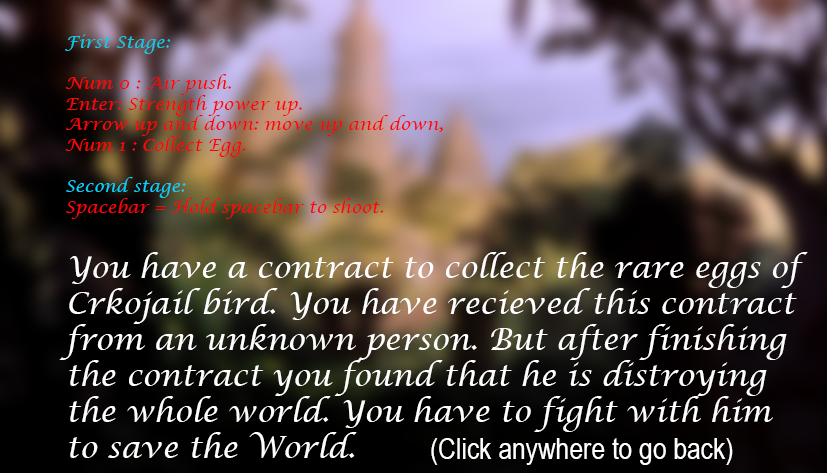 First Stage:
Num 0 : Air push.
Enter: Strength power up.
Arrow up and down: move up and down,
Num 1 : Collect Egg.
Second stage:
Spacebar = Hold spacebar to shoot.
You have a contract to collect the rare eggs of
Crkojail bird. You have recieved this contract
from an unknown person. But after finishing
the contract you found that he is distroying
the whole world. You have to fight with him
to save the World.
(Click anywhere to go back)